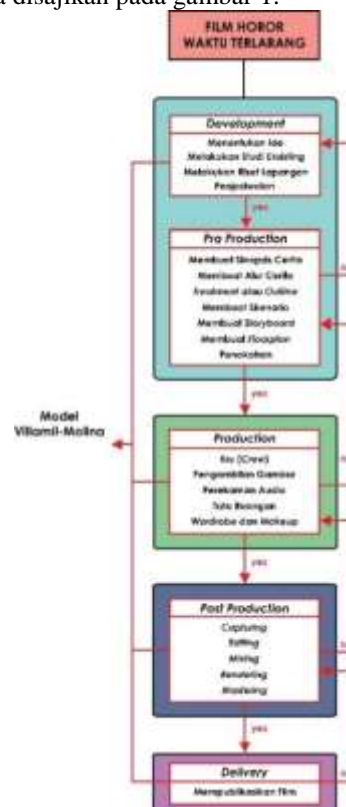 disajikan pada gambar 1.
FILM HOROR
WAKTU TERLARANG
Development
Menentukan Ide
Melakukan Studi Existing
Melakukan Riset Lapangan
Penjadwalan
yes
Pra Production
Membuat Sinopsis Cerita
Membuat Alur Cerita
Treatment atau Outline
Membuat Skenario
Membuat Storyboard
Membuat Floorplan
Penokohan
yes
Model
Villamil-Molina
Production
Kru (Crew)
Pengambilan Gambar
Perekaman Audio
Tata Ruangan
Wardrobe dan Makeup
yes
Post Production
Capturing
Editing
Mixing
Rendering
Mastering
yes
Delivery
Mempublikasikan Film